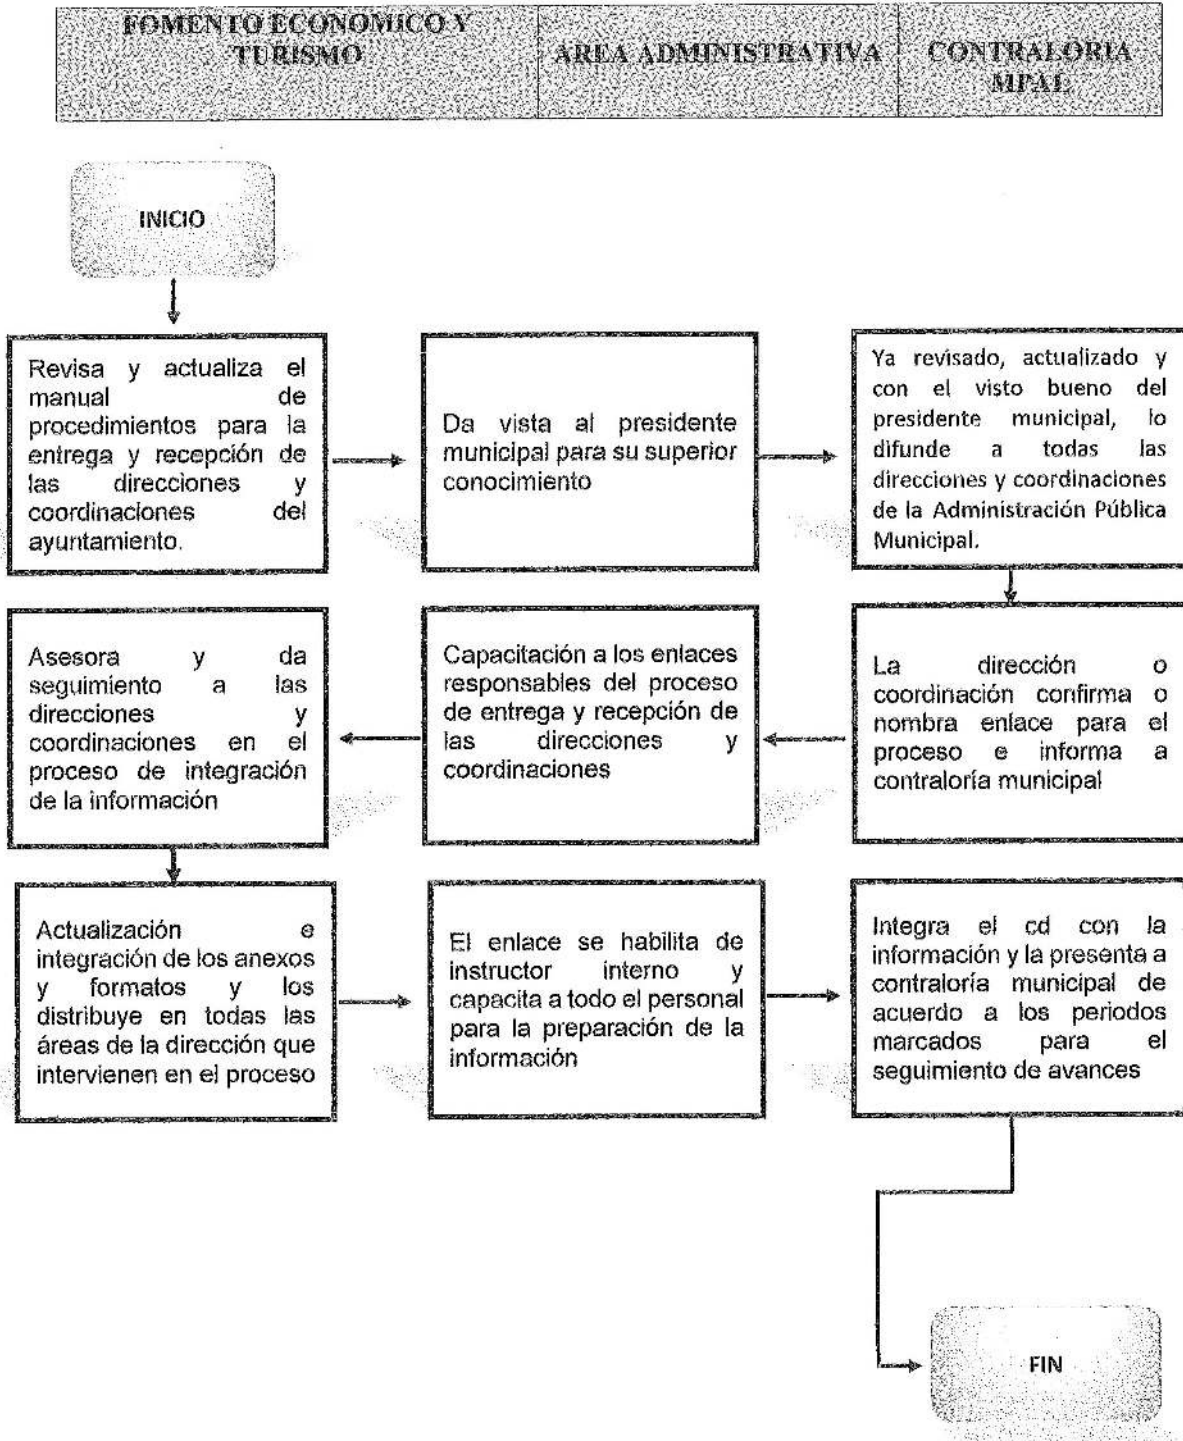 FOMENTO ECONOMICO Y
TURISMO
AREA ADMINISTRATIVA
CONTRALORIA
MPAL
INICIO
Revisa y actualiza el
manual de
procedimientos para la
entrega y recepción de
las direcciones y
coordinaciones del
ayuntamiento.
Da vista al presidente
municipal para su superior
conocimiento
Ya revisado, actualizado y
con el visto bueno del
presidente municipal, lo
difunde a todas las
direcciones y coordinaciones
de la Administración Pública
Municipal.
La dirección o
coordinación confirma o
nombra enlace para el
proceso e informa a
contraloría municipal
Capacitación a los enlaces
responsables del proceso
de entrega y recepción de
las direcciones y
coordinaciones
Asesora y da
seguimiento a las
direcciones y
coordinaciones en el
proceso de integración
de la información
Actualización e
integración de los anexos
y formatos y los
distribuye en todas las
áreas de la dirección que
intervienen en el proceso
El enlace se habilita de
instructor interno y
capacita a todo el personal
para la preparación de la
información
Integra el cd con la
información y la presenta a
contraloría municipal de
acuerdo a los periodos
marcados para el
seguimiento de avances
FIN